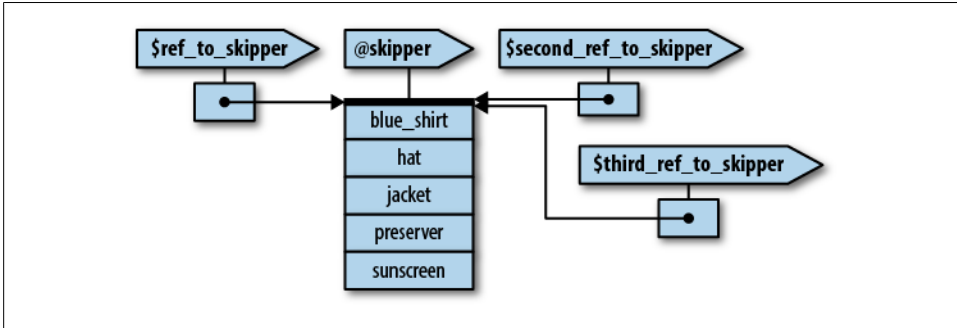 $ref_to_skipper
@skipper
$second_ref_to_skipper
blue_shirt
hat
jacket
preserver
sunscreen
$third_ref_to_skipper